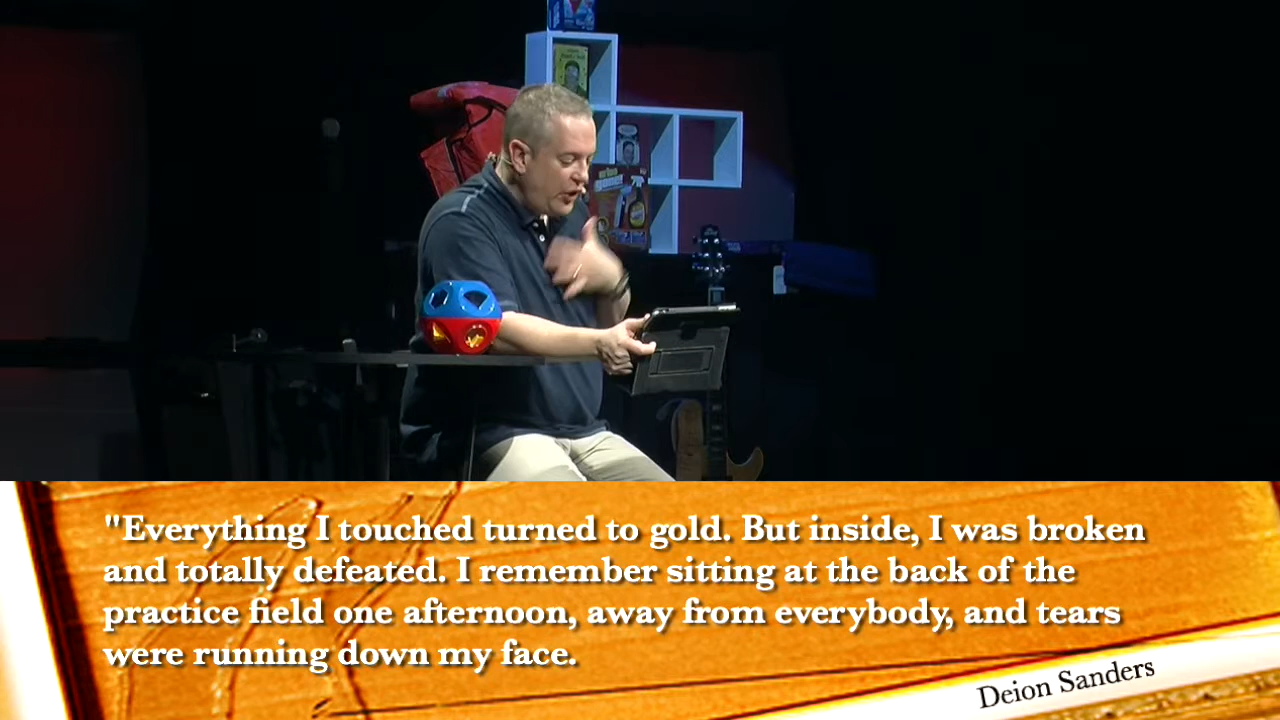 "Everything I touched turned to gold. But inside, I was broken
and totally defeated. I remember sitting at the back of the
practice field one afternoon, away from everybody, and tears
were running down my face.
Deion Sanders